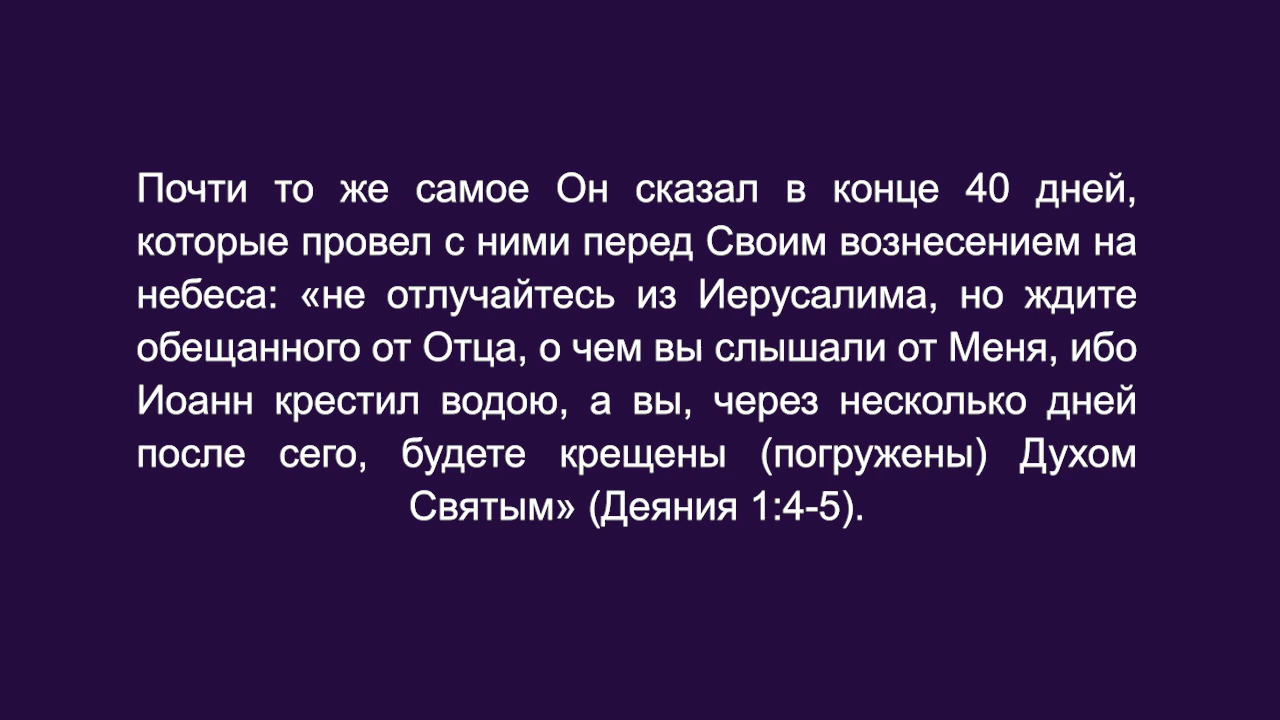 Почти то же самое Он сказал в конце 40 дней,
которые провел с ними перед Своим вознесением на
небеса: «не отлучайтесь из Иерусалима, но ждите
обещанного от Отца, о чем вы слышали от Меня, ибо
Иоанн крестил водою, а вы, через несколько дней
после сего, будете крещены (погружены) Духом
Святым» (Деяния 1:4-5).